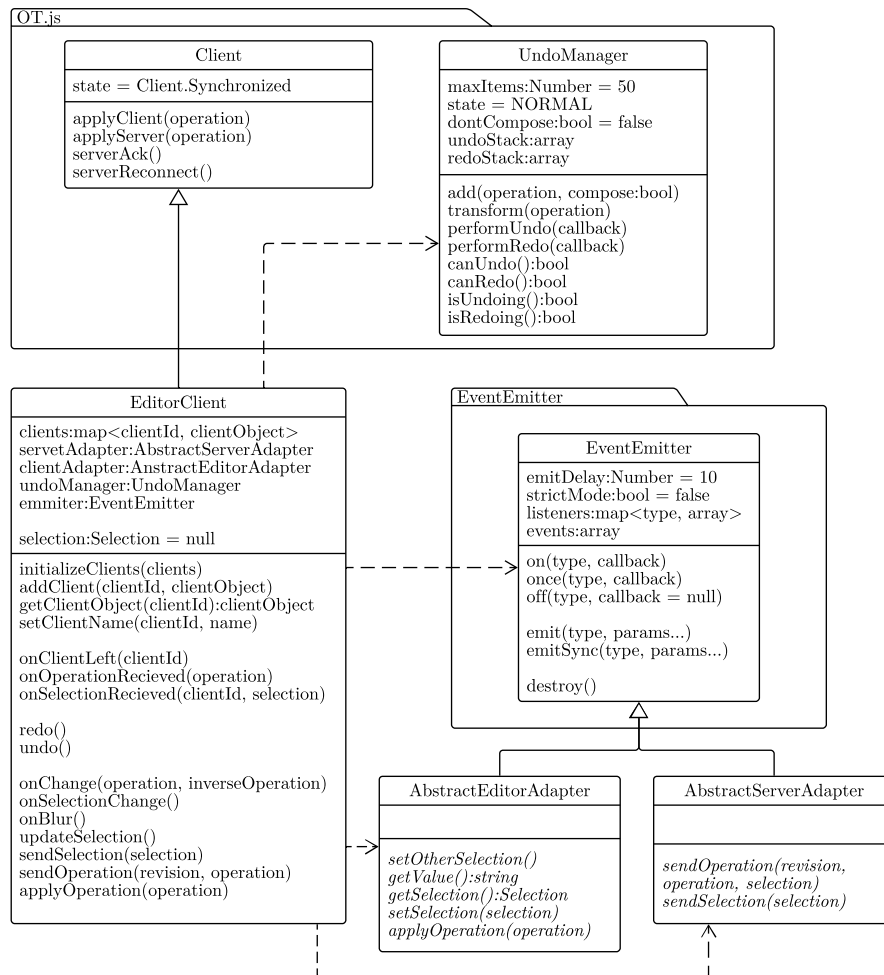 OT.js
Client
state = Client.Synchronized
applyClient(operation)
applyServer(operation)
serverAck()
serverReconnect()
UndoManager
maxItems:Number = 50
state = NORMAL
dontCompose:bool = false
undoStack:array
redoStack:array
add(operation, compose:bool)
transform(operation)
performUndo(callback)
performRedo(callback)
canUndo():bool
canRedo():bool
isUndoing():bool
isRedoing():bool
EditorClient
clients:map<clientId, clientObject>
servetAdapter:AbstractServerAdapter
clientAdapter:AnstractEditorAdapter
undoManager:UndoManager
emmiter:EventEmitter
selection:Selection = null
initializeClients(clients)
addClient(clientId, clientObject)
getClientObject(clientId):clientObject
setClientName(clientId, name)
onClientLeft(clientId)
onOperationRecieved(operation)
onSelectionRecieved(clientId, selection)
redo()
undo()
onChange(operation, inverseOperation)
onSelectionChange()
onBlur()
updateSelection()
sendSelection(selection)
sendOperation(revision, operation)
applyOperation(operation)
EventEmitter
EventEmitter
emitDelay:Number = 10
strictMode:bool = false
listeners:map<type, array>
events:array
on(type, callback)
once(type, callback)
off(type, callback = null)
emit(type, params...)
emitSync(type, params...)
destroy()
AbstractEditorAdapter
setOtherSelection()
getValue():string
getSelection():Selection
setSelection(selection)
applyOperation(operation)
AbstractServerAdapter
sendOperation(revision,
operation, selection)
sendSelection(selection)